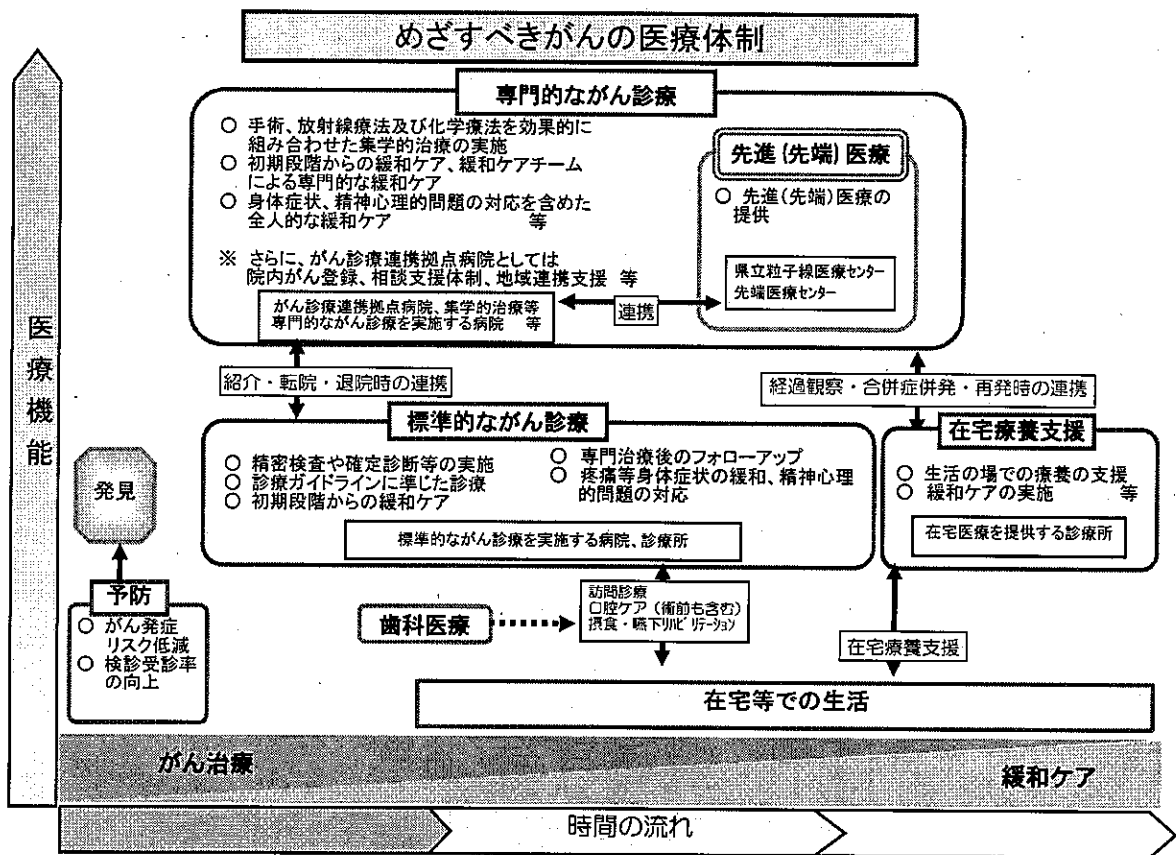 めざすべきがんの医療体制
医療機能
専門的ながん診療
○ 手術、放射線療法及び化学療法を効果的に
組み合わせた集学的治療の実施
○ 初期段階からの緩和ケア、緩和ケアチーム
による専門的な緩和ケア
○ 身体症状、精神心理的問題の対応を含めた
全人的な緩和ケア 等
※ さらに、がん診療連携拠点病院としては
院内がん登録、相談支援体制、地域連携支援 等
がん診療連携拠点病院、集学的治療等
専門的ながん診療を実施する病院 等
連携
先進(先端)医療
○ 先進(先端)医療の
提供
県立粒子線医療センター
先端医療センター
紹介・転院・退院時の連携
経過観察・合併症併発・再発時の連携
標準的ながん診療
○ 精密検査や確定診断等の実施
○ 診療ガイドラインに準じた診療
○ 初期段階からの緩和ケア
○ 専門治療後のフォローアップ
○ 疼痛等身体症状の緩和、精神心理
的問題の対応
標準的ながん診療を実施する病院、診療所
在宅療養支援
○ 生活の場での療養の支援
○ 緩和ケアの実施 等
在宅医療を提供する診療所
発見
予防
○ がん発症
リスク低減
○ 検診受診率
の向上
歯科医療
訪問診療
口腔ケア(術前も含む)
摂食・嚥下リハビリテーション
在宅療養支援
在宅等での生活
がん治療
緩和ケア
時間の流れ